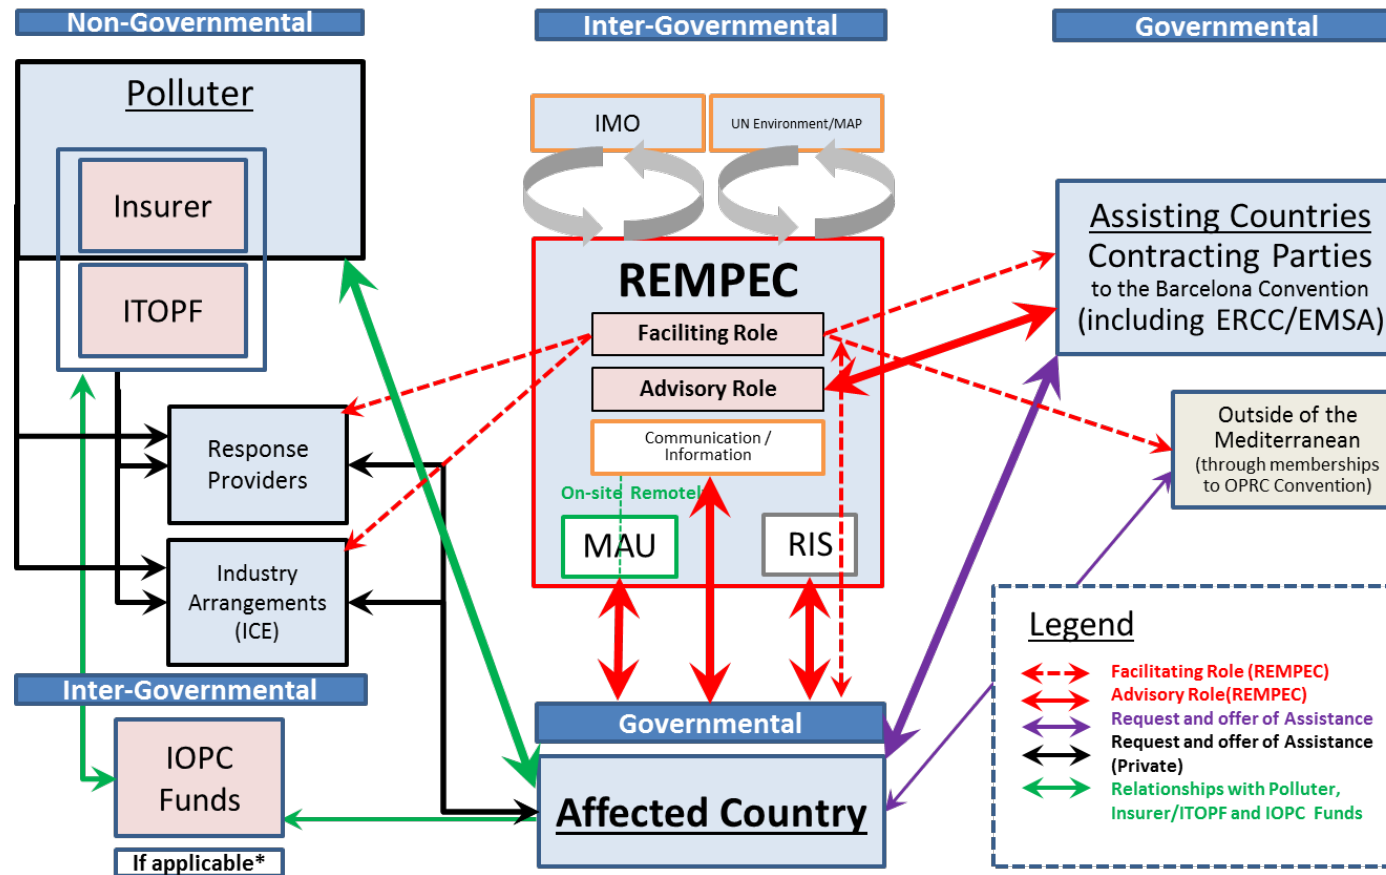 Non-Governmental
Inter-Governmental
Governmental
Polluter
Insurer
ITOPF
Response
Providers
Industry
Arrangements
(ICE)
Inter-Governmental
IOPC
Funds
If applicable*
IMO
UN Environment/MAP
REMPEC
Faciliting Role
Advisory Role
Communication /
Information
On-site Remotel
MAU
RIS
Governmental
Affected Country
Assisting Countries
Contracting Parties
to the Barcelona Convention
(including ERCC/EMSA)
Outside of the
Mediterranean
(through memberships
to OPRC Convention)
Legend
Facilitating Role (REMPEC)
Advisory Role(REMPEC)
Request and offer of Assistance
Request and offer of Assistance
(Private)
Relationships with Polluter,
Insurer/ITOPF and IOPC Funds